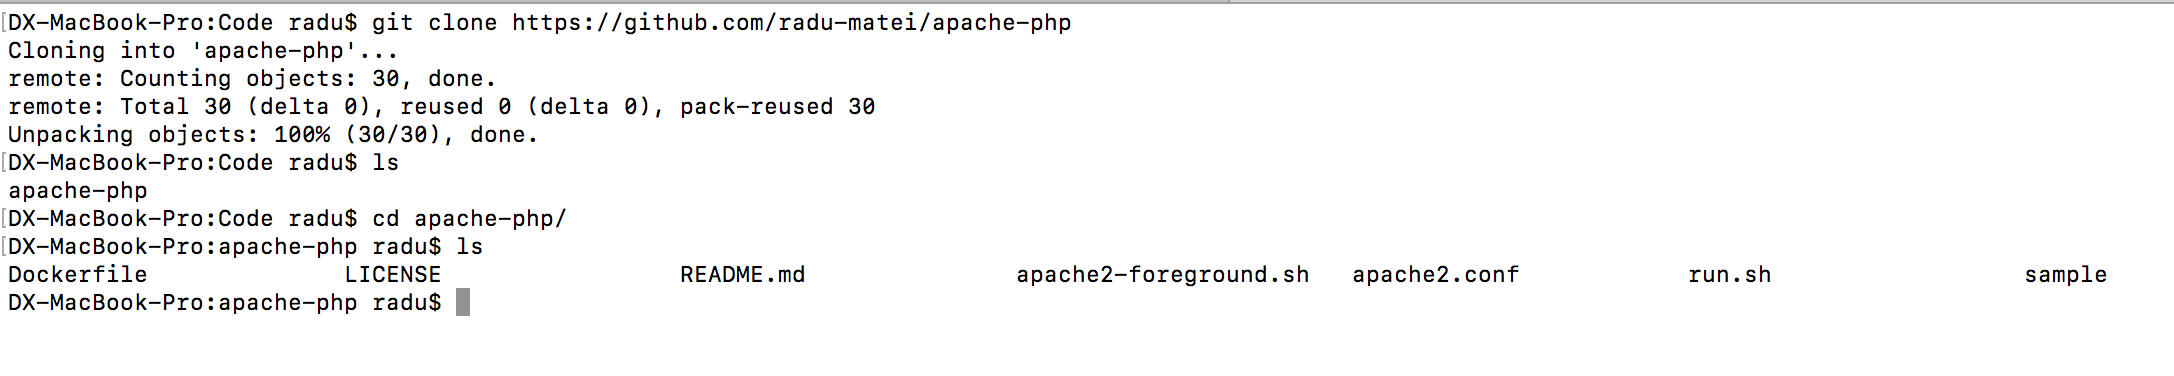 [DX-MacBook-Pro:Code radu$ git clone https://github.com/radu-matei/apache-php
Cloning into 'apache-php'...
remote: Counting objects: 30, done.
remote: Total 30 (delta 0), reused 0 (delta 0), pack-reused 30
Unpacking objects: 100% (30/30), done.
[DX-MacBook-Pro:Code radu$ ls
apache-php
[DX-MacBook-Pro:Code radu$ cd apache-php/
[DX-MacBook-Pro:apache-php radu$ ls
Dockerfile LICENSE README.md apache2-foreground.sh apache2.conf run.sh sample
DX-MacBook-Pro:apache-php radu$